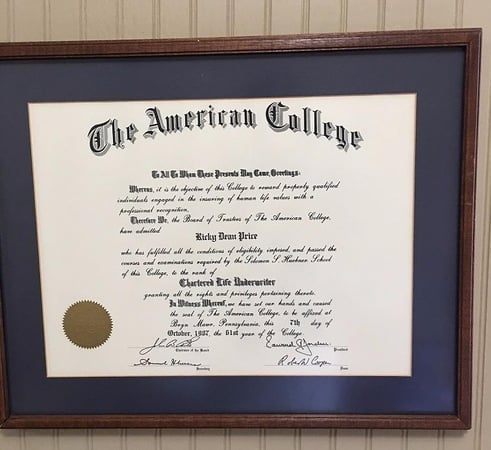 The American College
To All To Whom These Presents May Come, Greetings:
Whereas, it is the objective of this College to reward properly qualified
individuals engaged in the insuring of human life values with a
professional recognition,
Therefore We, the Board of Trustees of The American College,
have admitted
Ricky Dean Price
who has fulfilled all the conditions of eligibility imposed, and passed the
courses and examinations required by the Solomon S. Huebner School
of this College, to the rank of
Chartered Life Underwriter
granting all the rights and privileges pertaining thereto.
In Witness Whereof, we have set our hands and caused
the seal of The American College, to be affixed at
Bryn Mawr, Pennsylvania, this 7th day of
October, 1987, the 61st year of the College.
Chairman of the Board
President
Secretary
Dean